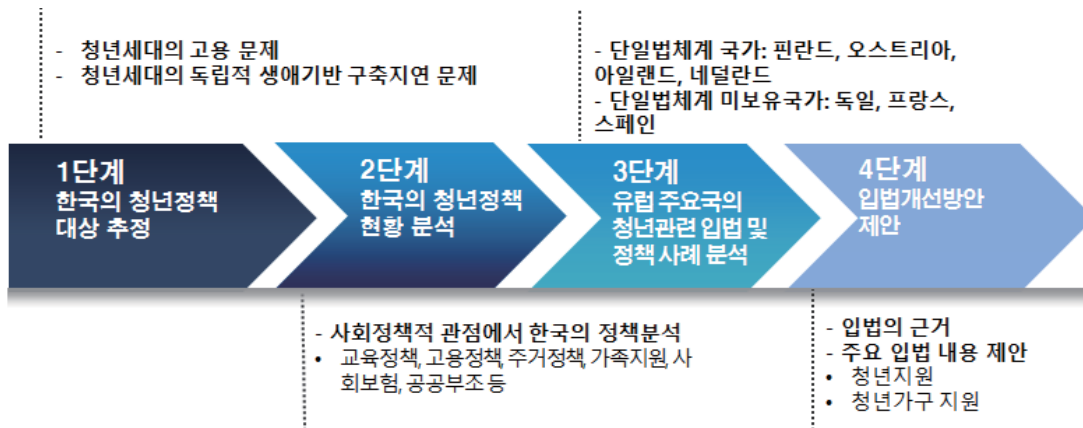 - 청년세대의 고용 문제
- 청년세대의 독립적 생애기반 구축지연 문제
- 단일법체계 국가: 핀란드, 오스트리아,
아일랜드, 네덜란드
- 단일법체계 미보유국가: 독일, 프랑스,
스페인
1단계
한국의 청년정책
대상 추정
2단계
한국의 청년정책
현황 분석
3단계
유럽 주요국의
청년관련 입법 및
정책 사례 분석
4단계
입법개선방안
제안
- 사회정책적 관점에서 한국의 정책분석
• 교육정책, 고용정책, 주거정책, 가족지원, 사
회보험, 공공부조 등
- 입법의 근거
- 주요 입법 내용 제안
• 청년지원
• 청년가구 지원